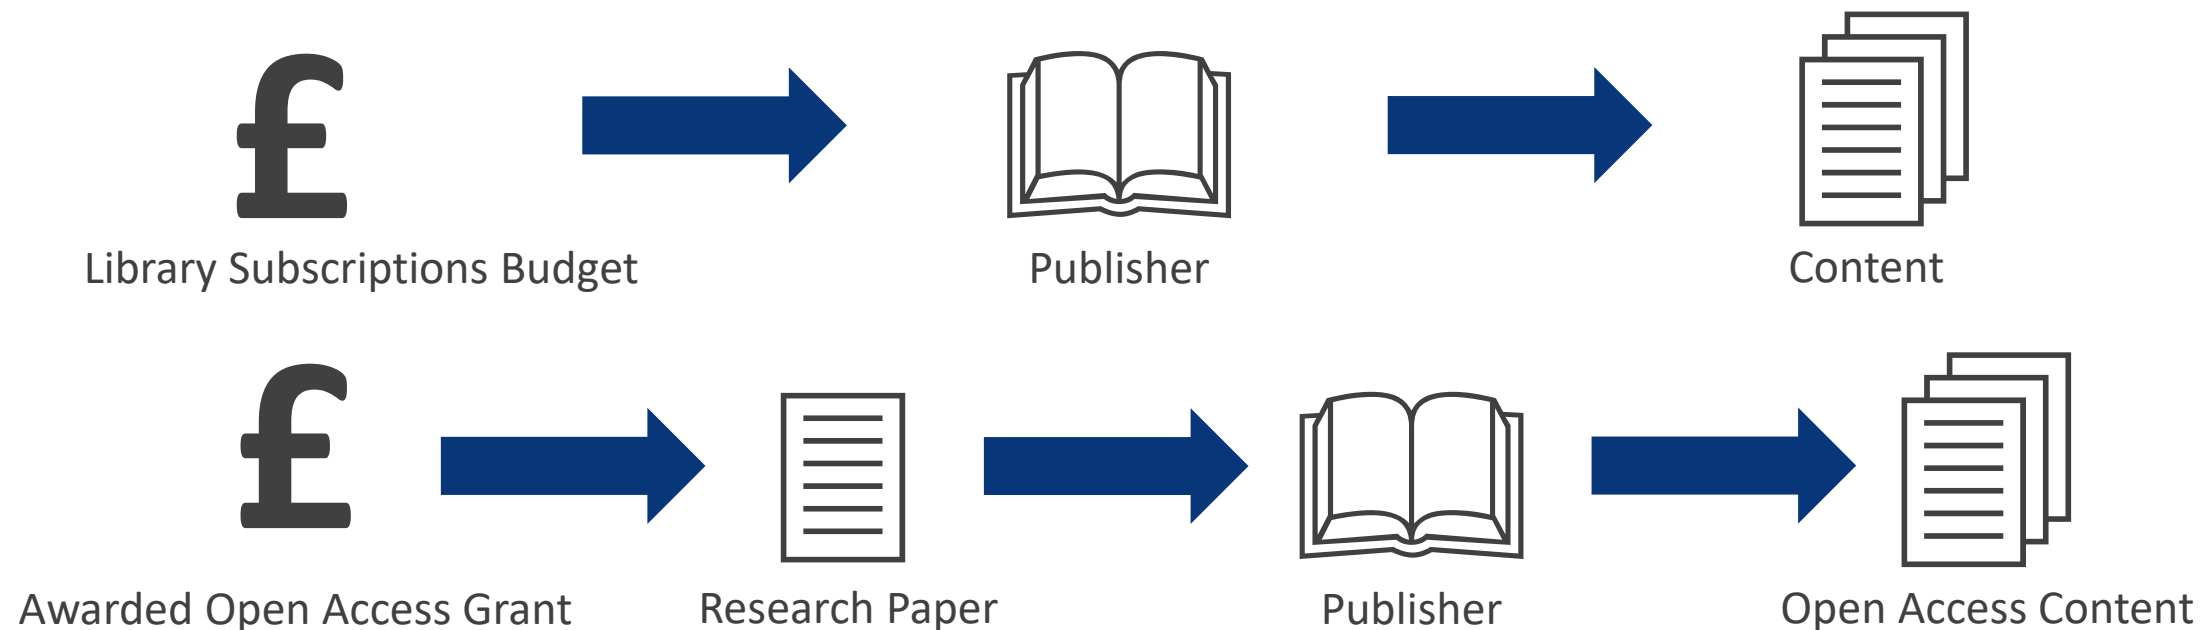 £
Library Subscriptions Budget
Publisher
Content
£
Awarded Open Access Grant
Research Paper
Publisher
Open Access Content